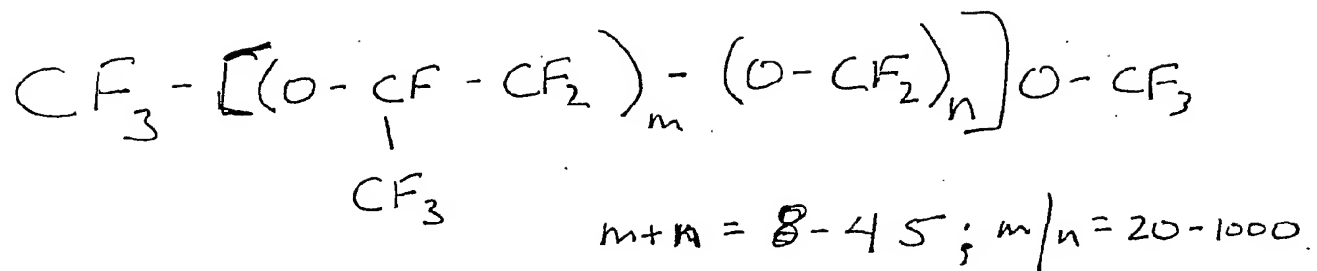 CF₃-[(O-CF-CF₂)ₘ-(O-CF₂)ₙ]O-CF₃
CF₃
m+n = 8-45; m/n = 20-1000.